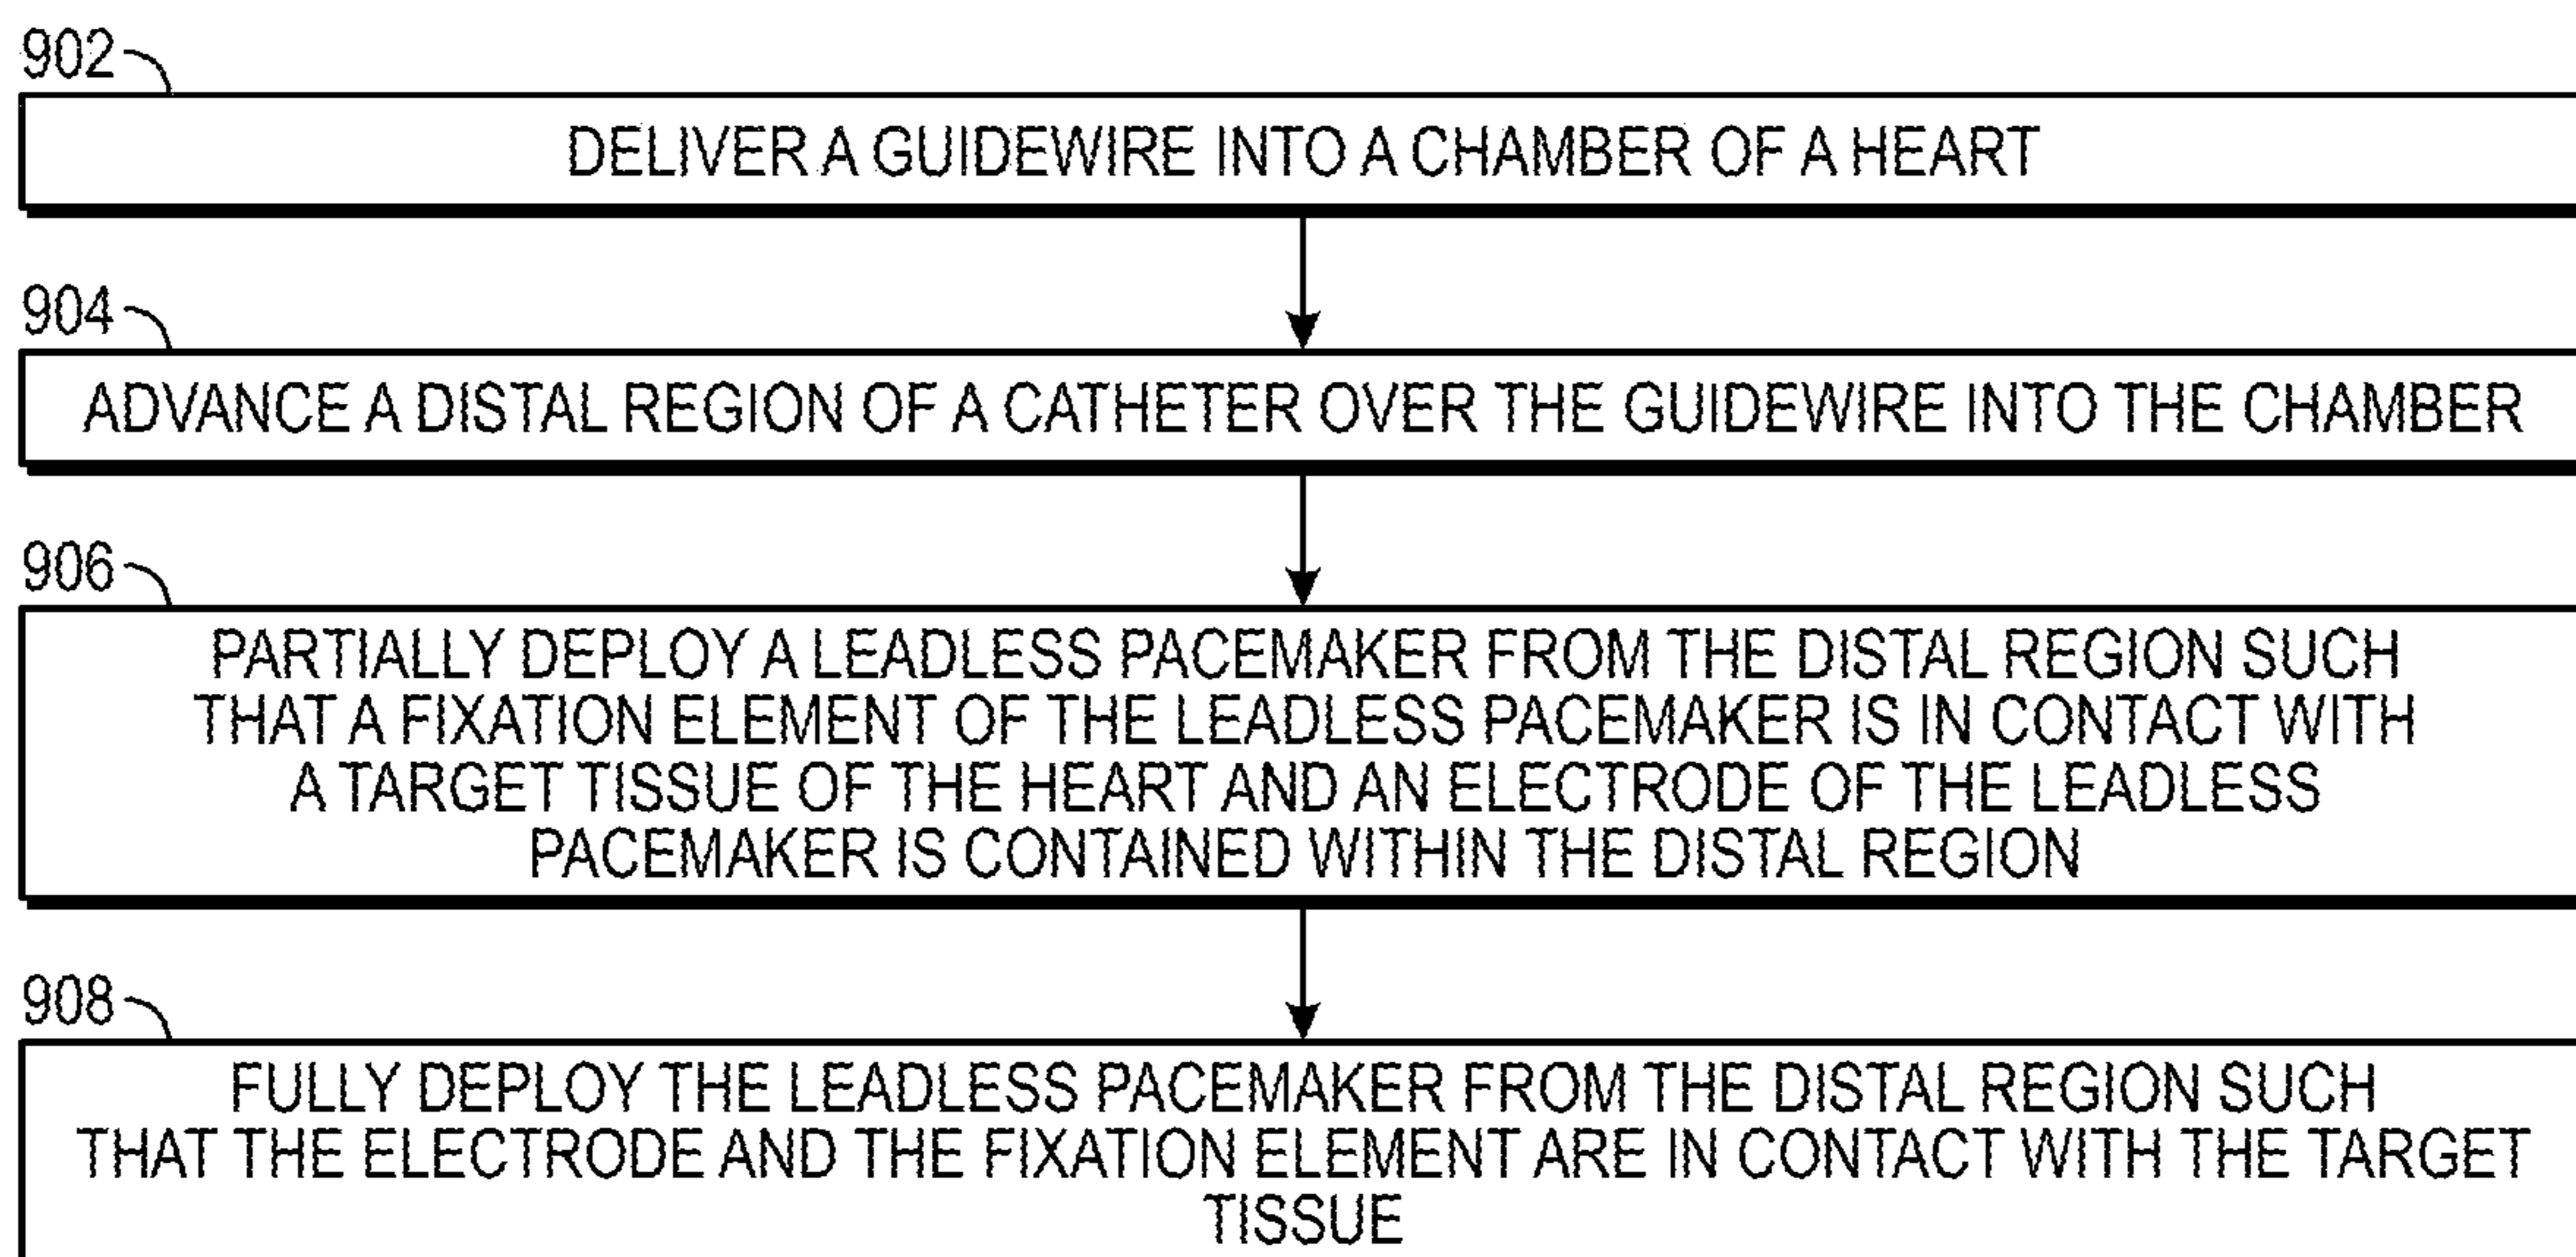 902
DELIVER A GUIDEWIRE INTO A CHAMBER OF A HEART
904
ADVANCE A DISTAL REGION OF A CATHETER OVER THE GUIDEWIRE INTO THE CHAMBER
906
PARTIALLY DEPLOY A LEADLESS PACEMAKER FROM THE DISTAL REGION SUCH
THAT A FIXATION ELEMENT OF THE LEADLESS PACEMAKER IS IN CONTACT WITH
A TARGET TISSUE OF THE HEART AND AN ELECTRODE OF THE LEADLESS
PACEMAKER IS CONTAINED WITHIN THE DISTAL REGION
908
FULLY DEPLOY THE LEADLESS PACEMAKER FROM THE DISTAL REGION SUCH
THAT THE ELECTRODE AND THE FIXATION ELEMENT ARE IN CONTACT WITH THE TARGET
TISSUE